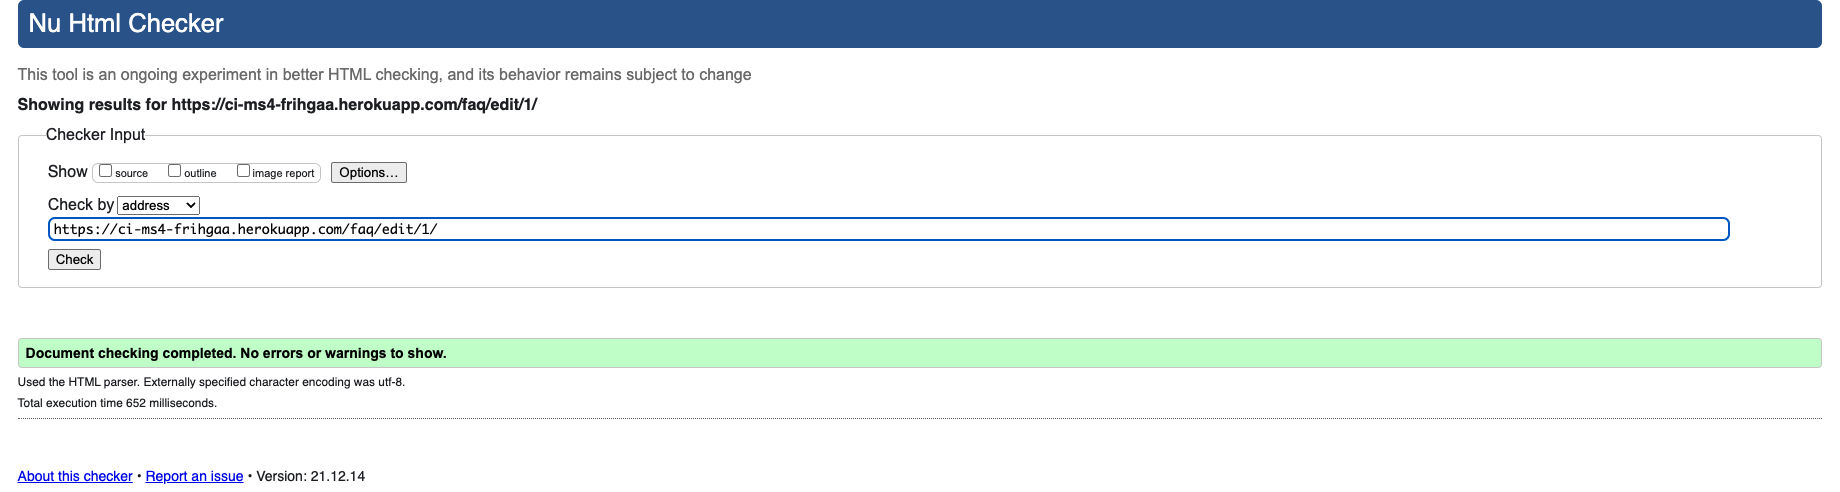 Nu Html Checker
This tool is an ongoing experiment in better HTML checking, and its behavior remains subject to change
Showing results for https://ci-ms4-frihgaa.herokuapp.com/faq/edit/1/
Checker Input
Show source outline image report Options...
Check by address
https://ci-ms4-frihgaa.herokuapp.com/faq/edit/1/
Check
Document checking completed. No errors or warnings to show.
Used the HTML parser. Externally specified character encoding was utf-8.
Total execution time 652 milliseconds.
About this checker • Report an issue • Version: 21.12.14